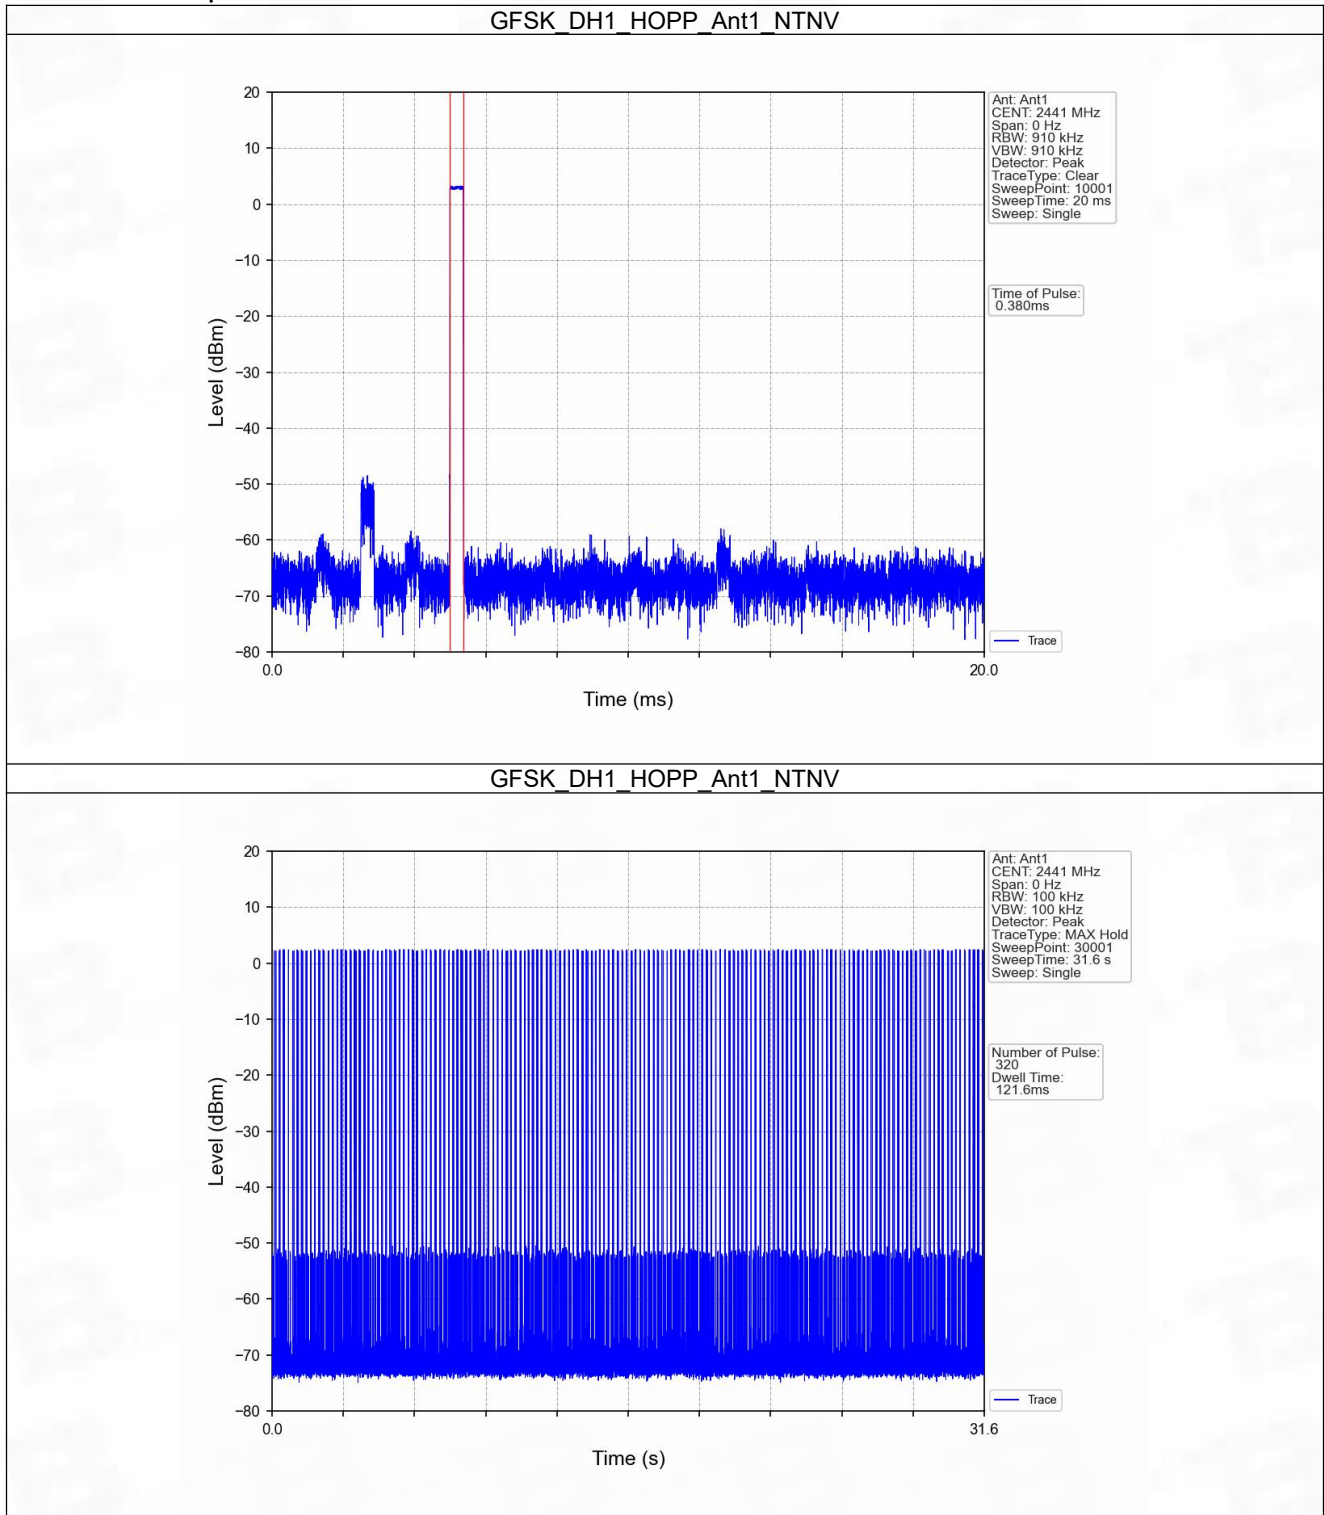 GFSK_DH1_HOPP_Ant1_NTNV
20
10
0
−10
−20
−30
−40
−50
−60
−70
−80
Level (dBm)
0.0
20.0
Time (ms)
Ant: Ant1
CENT: 2441 MHz
Span: 0 Hz
RBW: 910 kHz
VBW: 910 kHz
Detector: Peak
TraceType: Clear
SweepPoint: 10001
SweepTime: 20 ms
Sweep: Single
Time of Pulse:
0.380ms
Trace
GFSK_DH1_HOPP_Ant1_NTNV
20
10
0
−10
−20
−30
−40
−50
−60
−70
−80
Level (dBm)
0.0
31.6
Time (s)
Ant: Ant1
CENT: 2441 MHz
Span: 0 Hz
RBW: 100 kHz
VBW: 100 kHz
Detector: Peak
TraceType: MAX Hold
SweepPoint: 30001
SweepTime: 31.6 s
Sweep: Single
Number of Pulse:
320
Dwell Time:
121.6ms
Trace